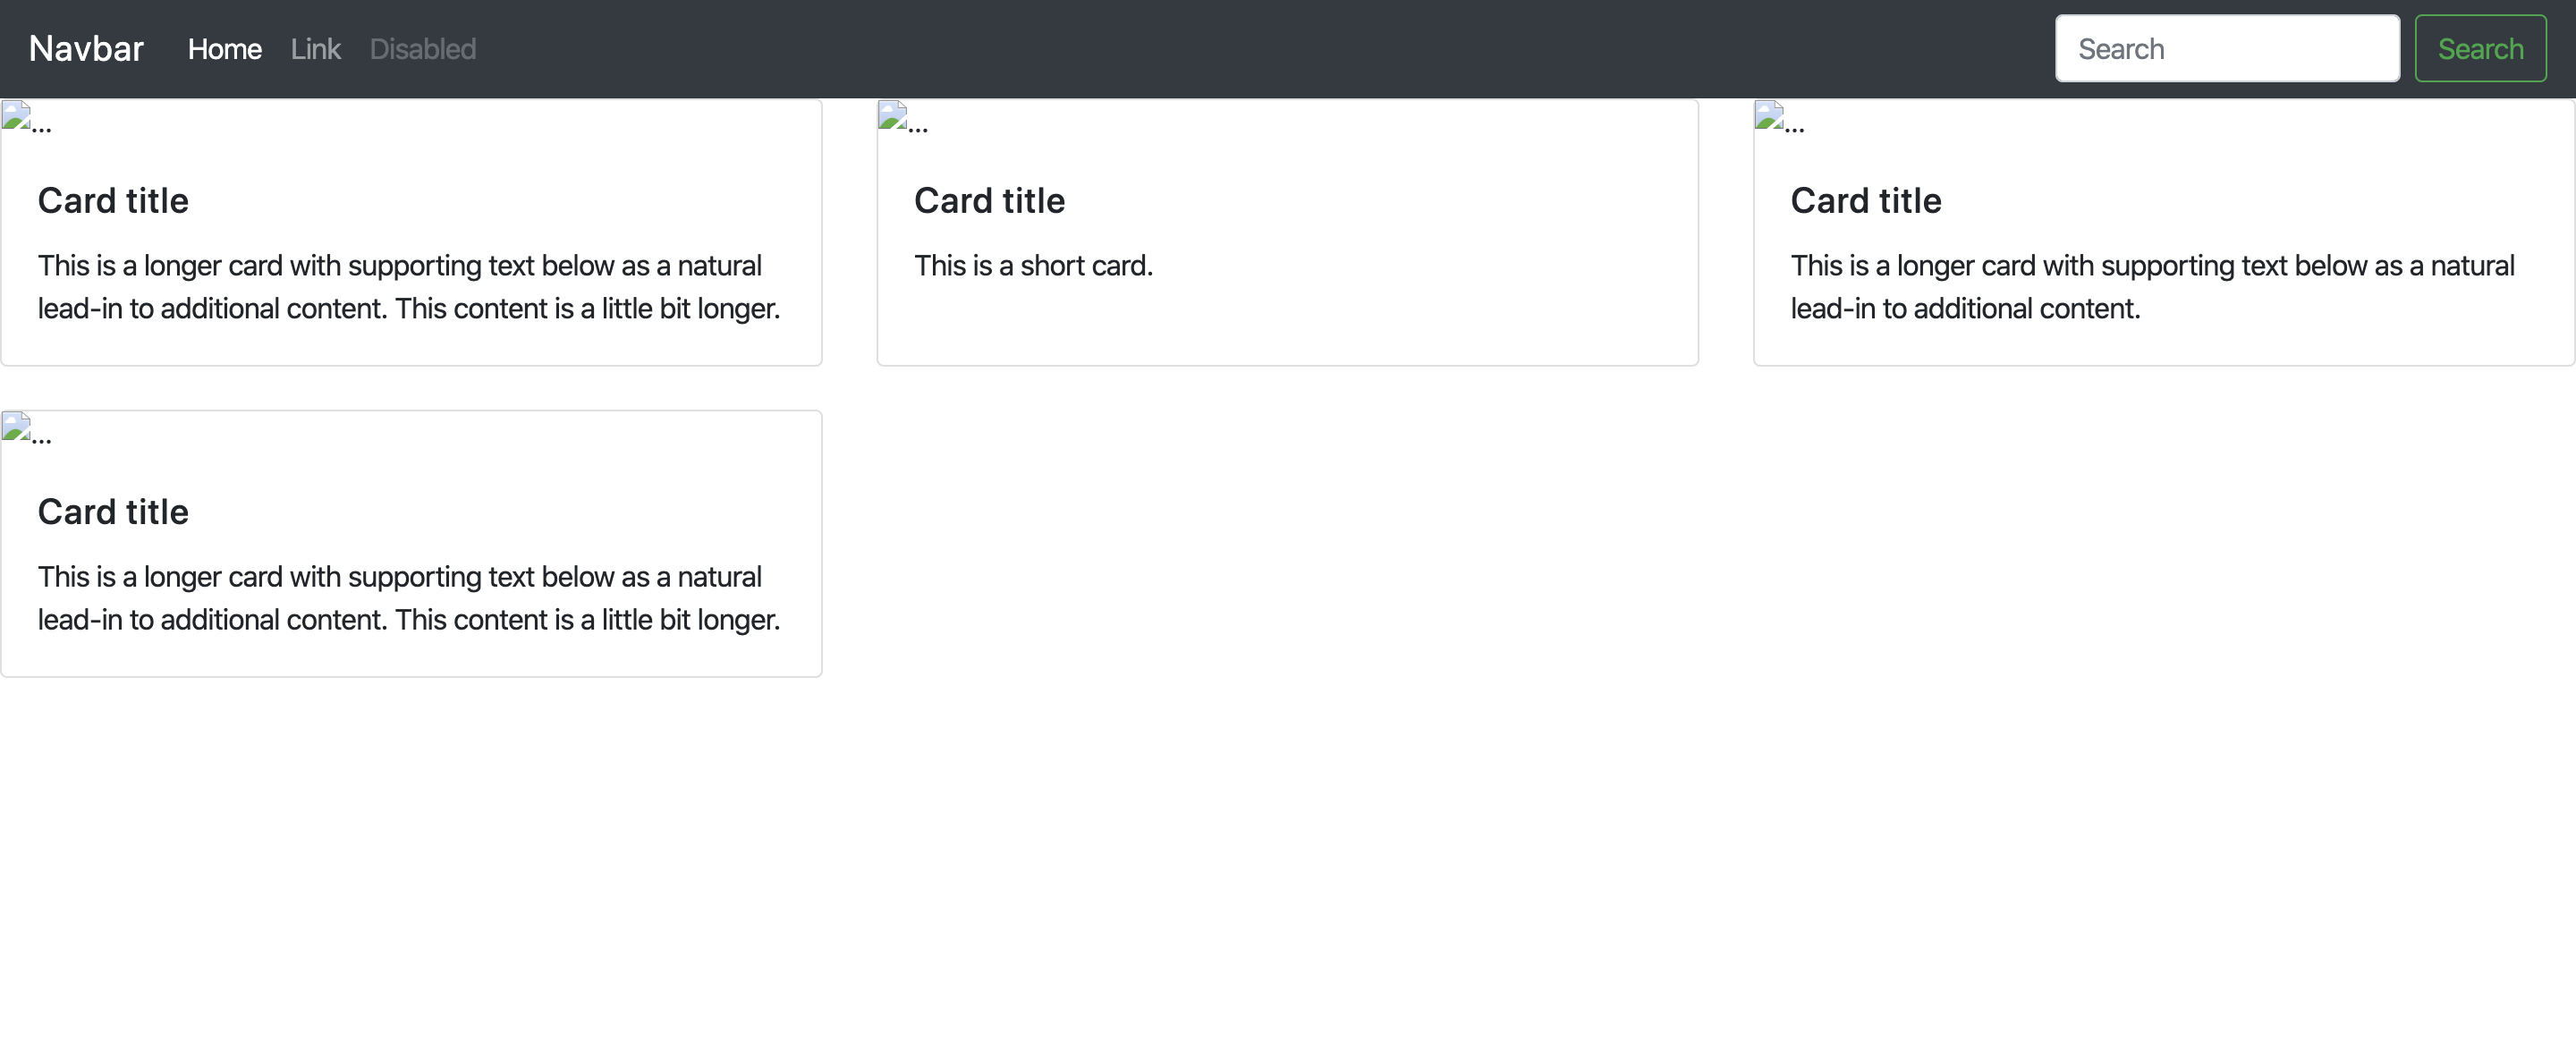 Navbar Home Link Disabled Search Search
...
Card title
This is a longer card with supporting text below as a natural
lead-in to additional content. This content is a little bit longer.
...
Card title
This is a short card.
...
Card title
This is a longer card with supporting text below as a natural
lead-in to additional content.
...
Card title
This is a longer card with supporting text below as a natural
lead-in to additional content. This content is a little bit longer.